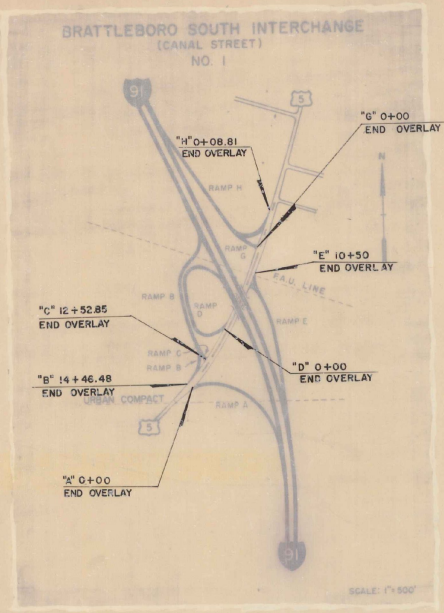 BRATTLEBORO SOUTH INTERCHANGE
(CANAL STREET)
NO. 1
91
5
"G" 0+00
END OVERLAY
"H" 0+08.81
END OVERLAY
N
RAMP H
RAMP
G
"E" 10+50
END OVERLAY
F.A.U. LINE
RAMP B
RAMP
D
"C" 12+52.85
END OVERLAY
RAMP E
RAMP C
RAMP B
"D" 0+00
END OVERLAY
"B" 14+46.48
END OVERLAY
URBAN COMPACT
RAMP A
5
"A" 0+00
END OVERLAY
91
SCALE: 1"=500'